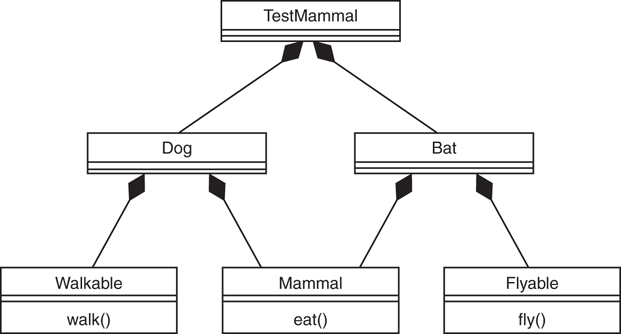 TestMammal
Dog
Bat
Walkable
walk()
Mammal
eat()
Flyable
fly()